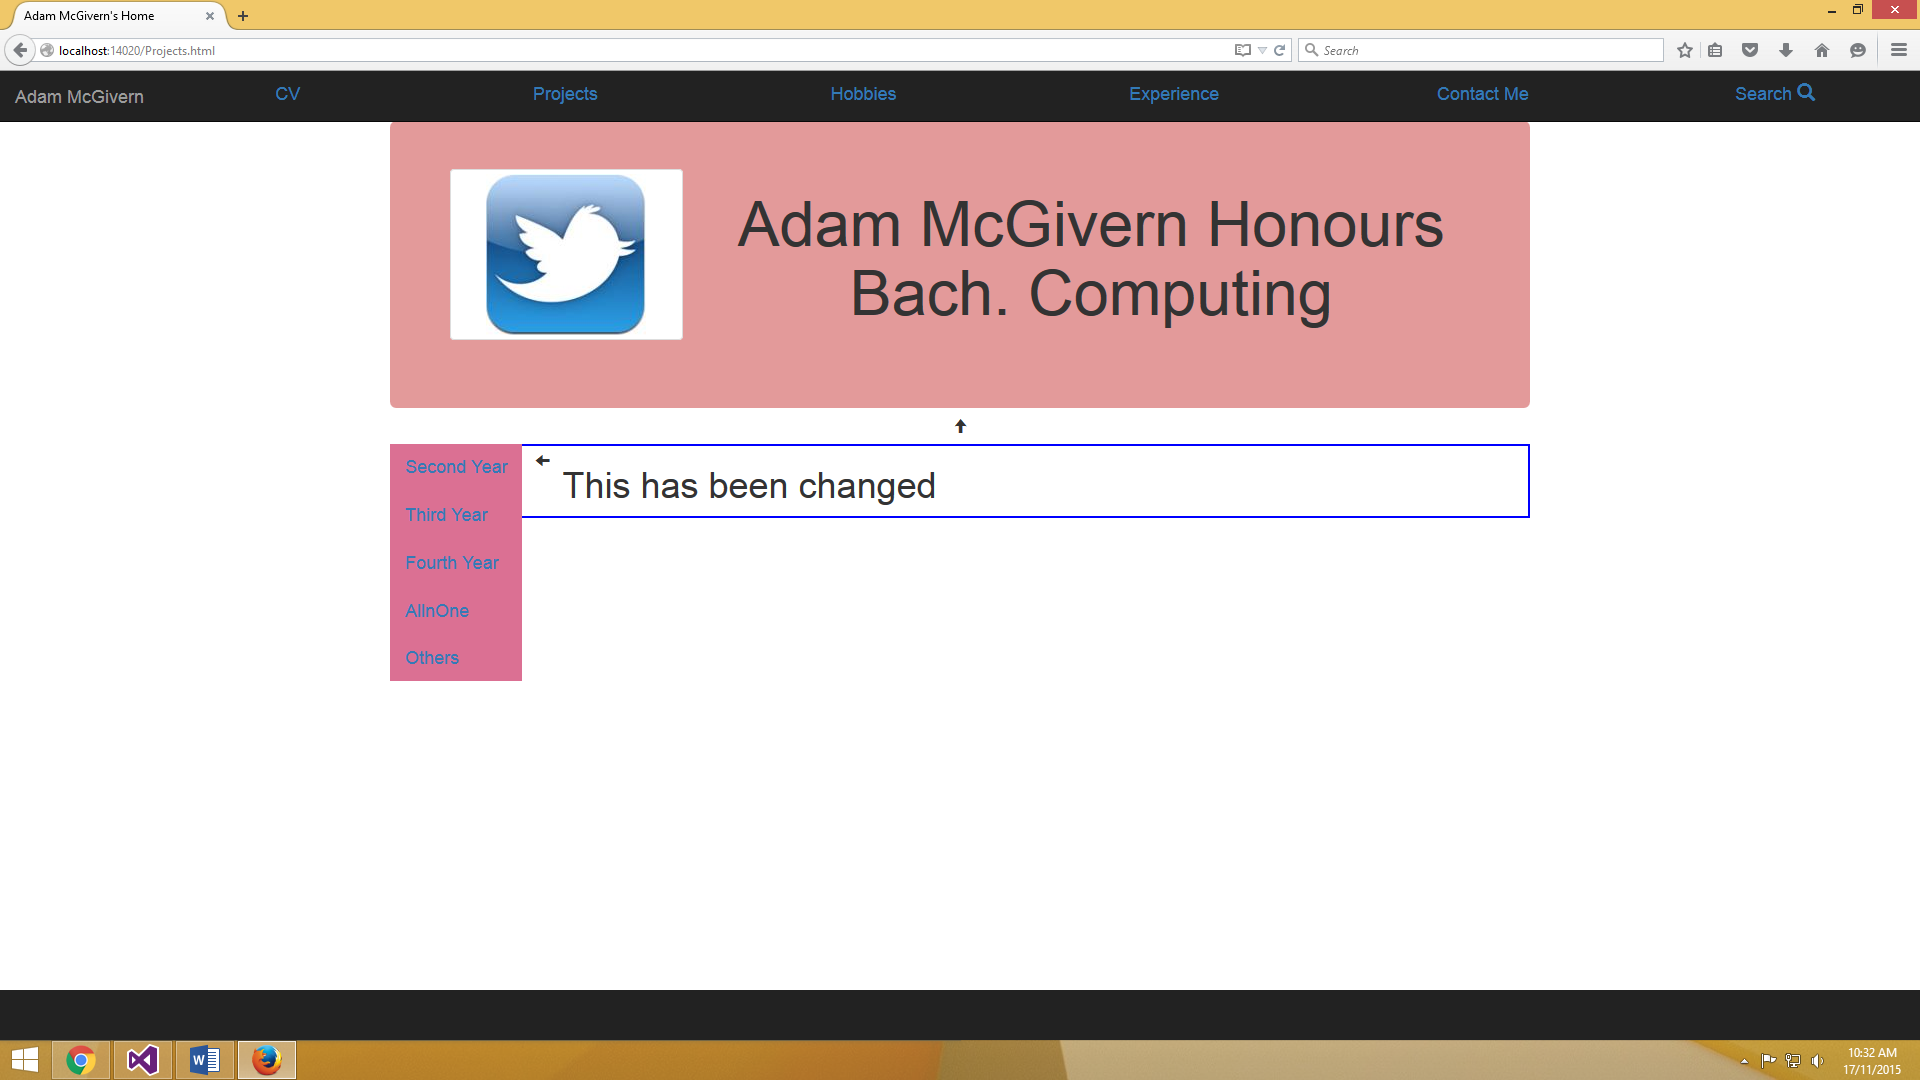 Adam McGivern's Home
localhost:14020/Projects.html
Search
Adam McGivern
CV
Projects
Hobbies
Experience
Contact Me
Search
Adam McGivern Honours
Bach. Computing
Second Year
Third Year
Fourth Year
AllnOne
Others
This has been changed
10:32 AM
17/11/2015